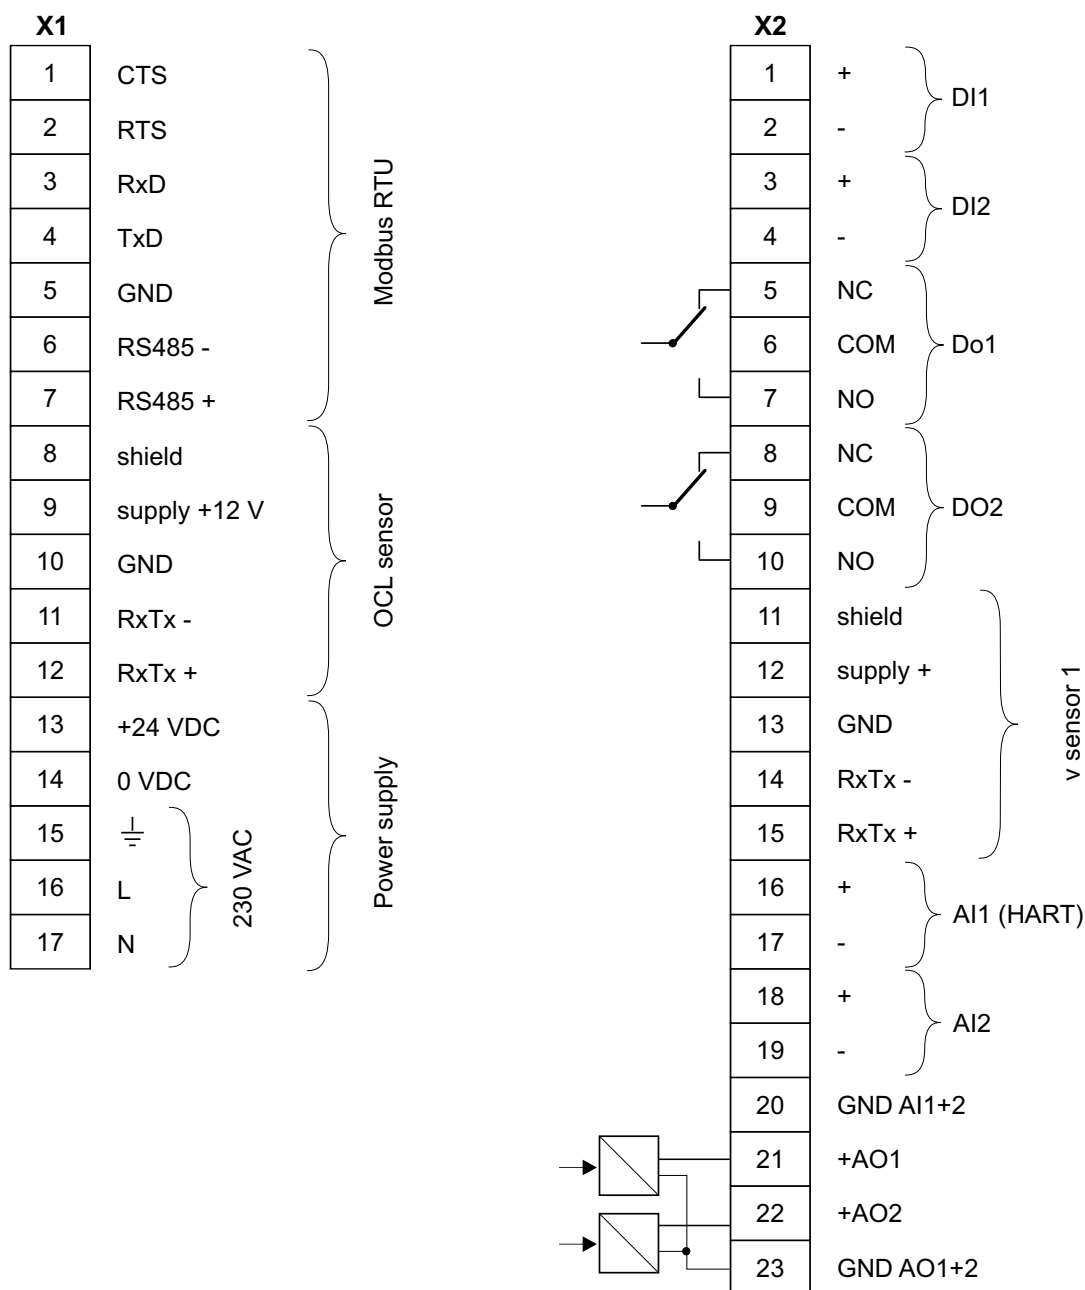 X1
1 CTS
2 RTS
3 RxD
4 TxD
5 GND
6 RS485 -
7 RS485 +
Modbus RTU
8 shield
9 supply +12 V
10 GND
11 RxTx -
12 RxTx +
OCL sensor
13 +24 VDC
14 0 VDC
15
16 L
17 N
230 VAC
Power supply
X2
1 +
2 -
DI1
3 +
4 -
DI2
5 NC
6 COM
7 NO
Do1
8 NC
9 COM
10 NO
DO2
11 shield
12 supply +
13 GND
14 RxTx -
15 RxTx +
v sensor 1
16 +
17 -
AI1 (HART)
18 +
19 -
AI2
20 GND AI1+2
21 +AO1
22 +AO2
23 GND AO1+2